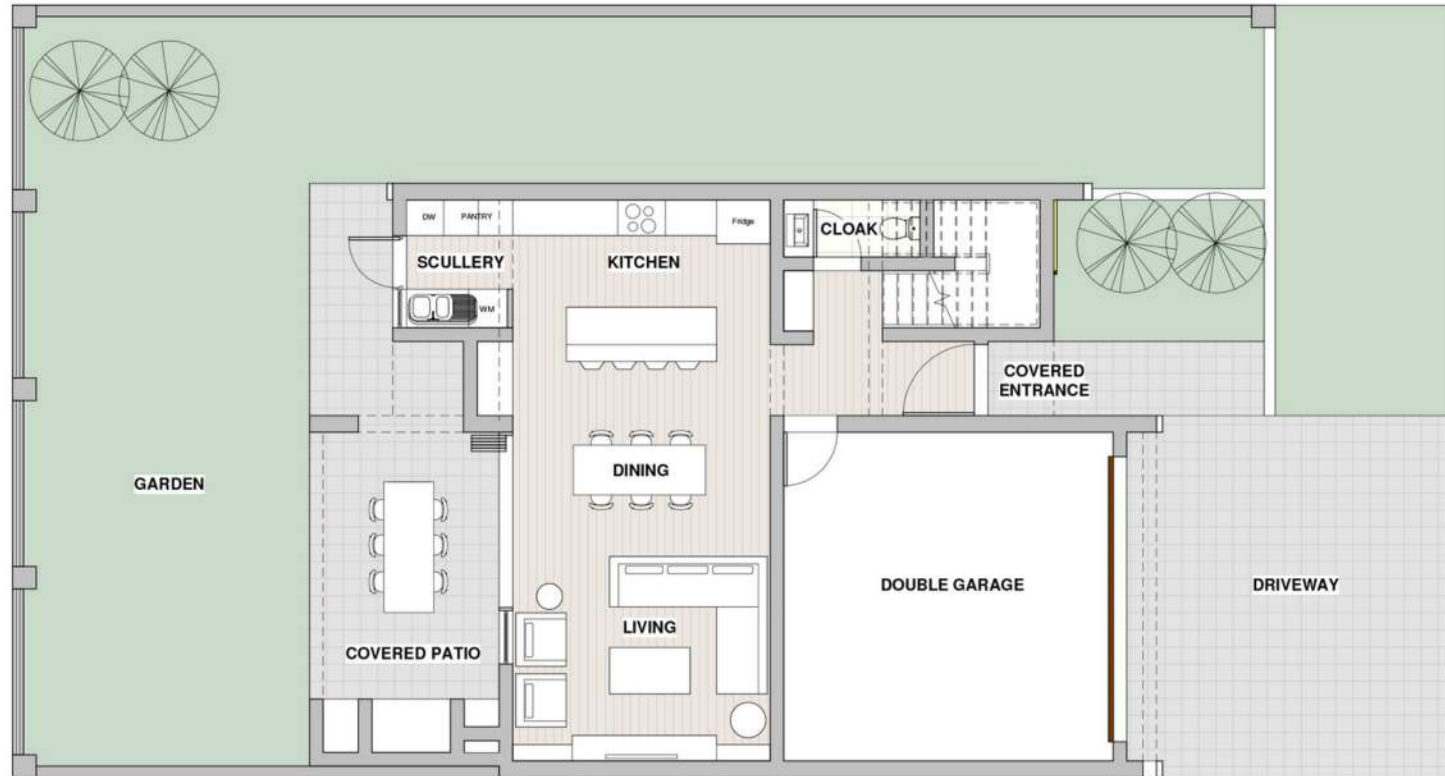 DW
PANTRY
Fridge
CLOAK
SCULLERY
KITCHEN
WM
COVERED
ENTRANCE
DINING
GARDEN
DOUBLE GARAGE
DRIVEWAY
LIVING
COVERED PATIO